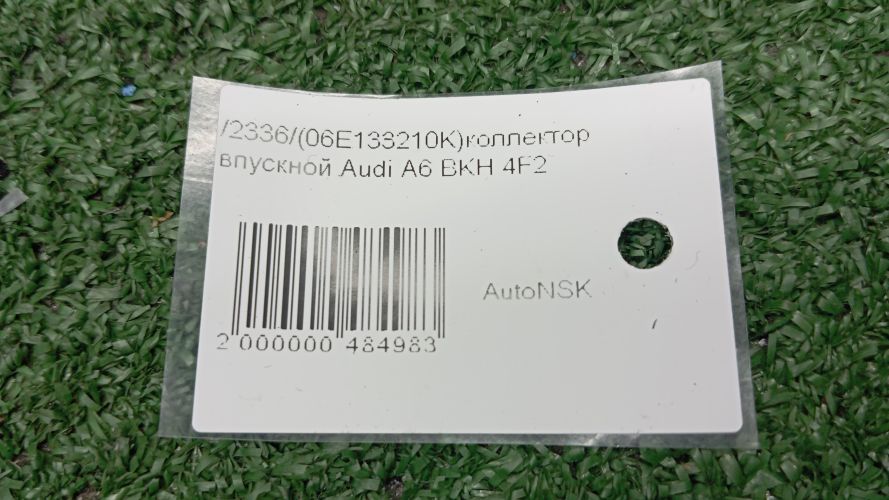 /2336/(06E133210K)коллектор
впускной Audi A6 BKH 4F2
AutoNSK
2 000000 484983